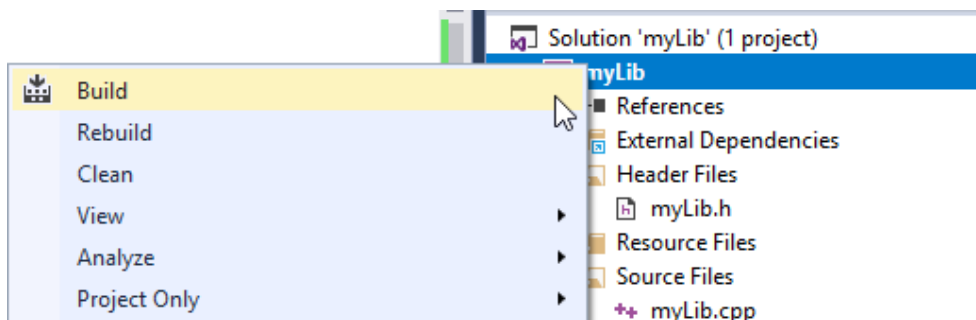 Solution 'myLib' (1 project)
myLib
References
External Dependencies
Header Files
myLib.h
Resource Files
Source Files
myLib.cpp
Build
Rebuild
Clean
View
Analyze
Project Only